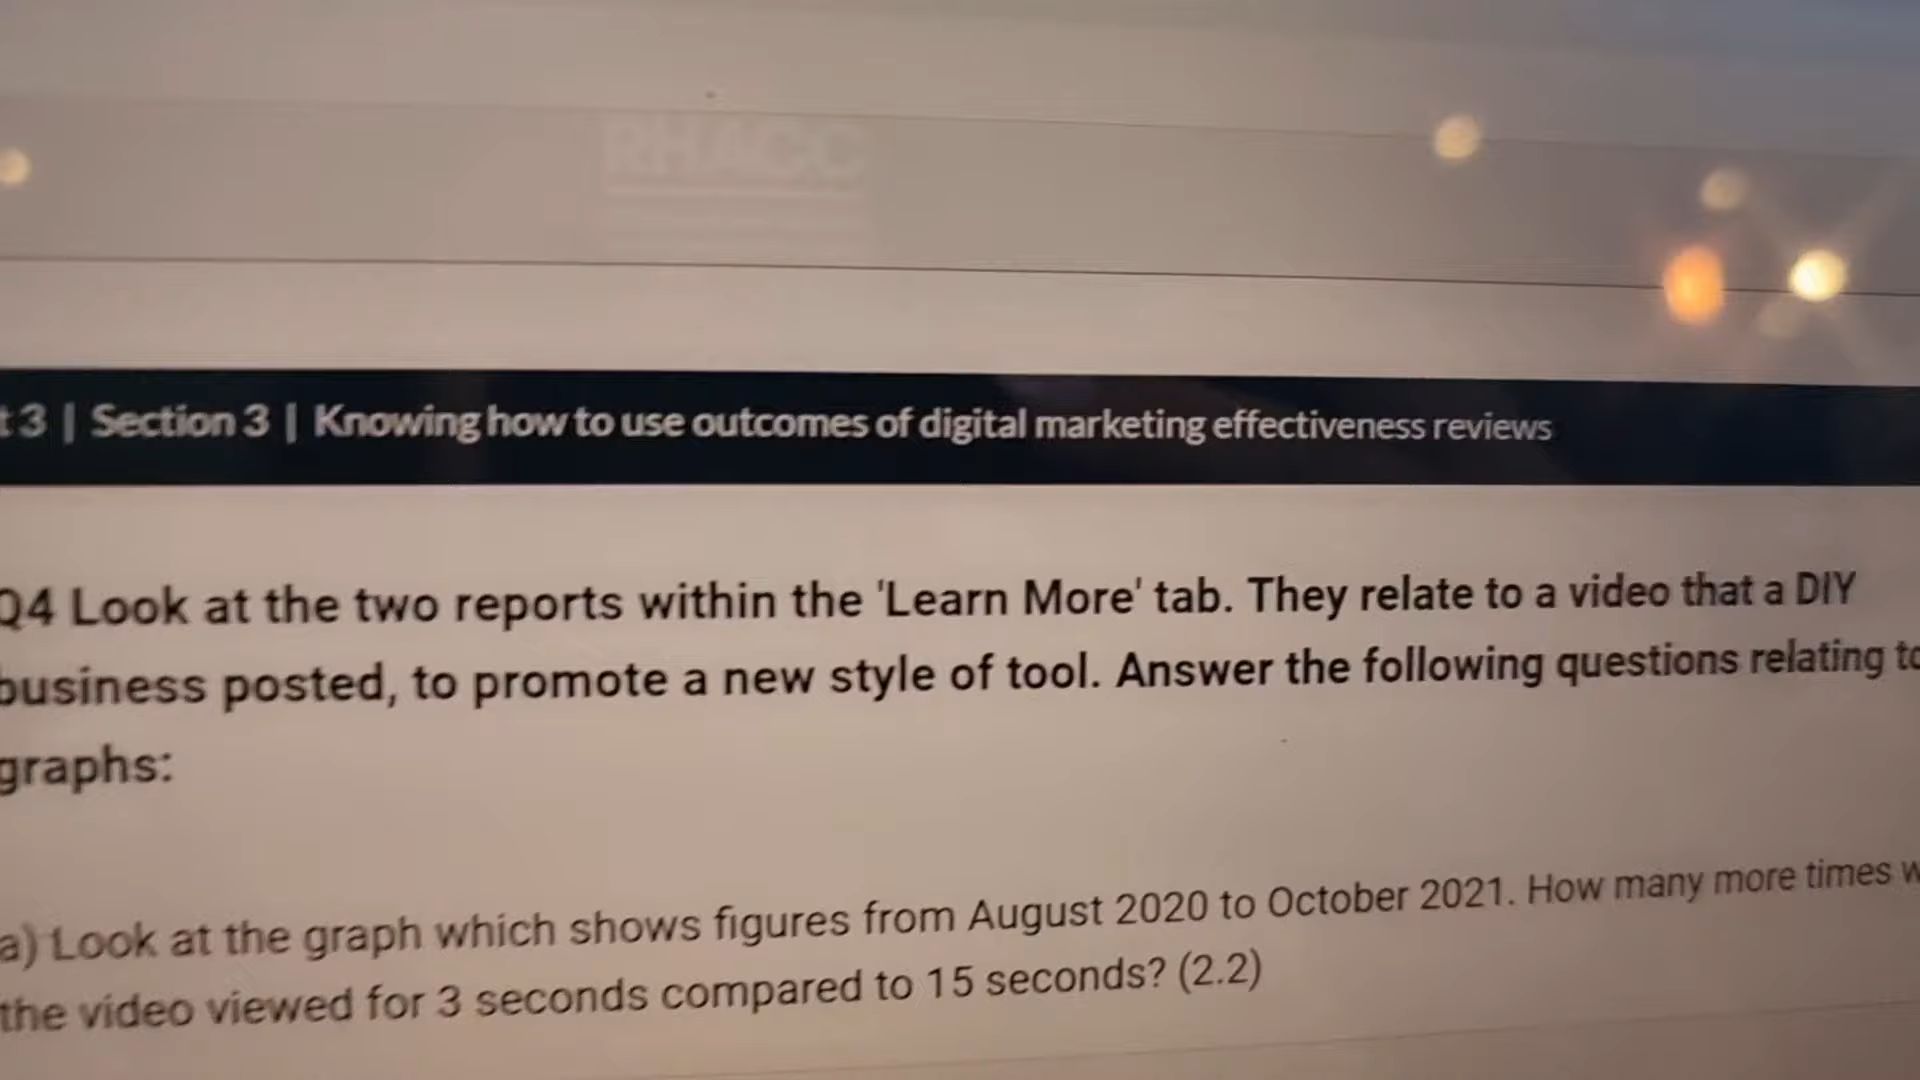 RHACC
t 3 | Section 3 | Knowing how to use outcomes of digital marketing effectiveness reviews
Q4 Look at the two reports within the 'Learn More' tab. They relate to a video that a DIY
business posted, to promote a new style of tool. Answer the following questions relating to
graphs:
a) Look at the graph which shows figures from August 2020 to October 2021. How many more times w
the video viewed for 3 seconds compared to 15 seconds? (2.2)